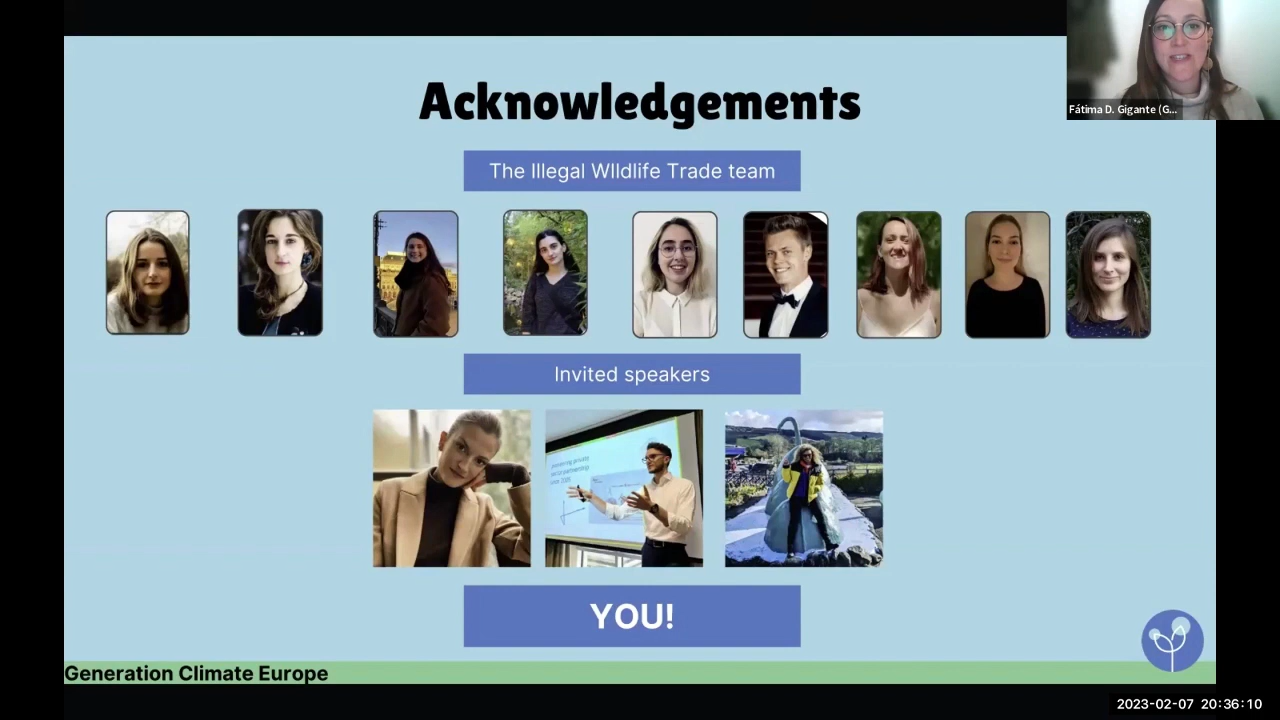 Acknowledgements
Fátima D. Gigante (G...
The Illegal WIldlife Trade team
Invited speakers
YOU!
Generation Climate Europe
2023-02-07 20:36:10